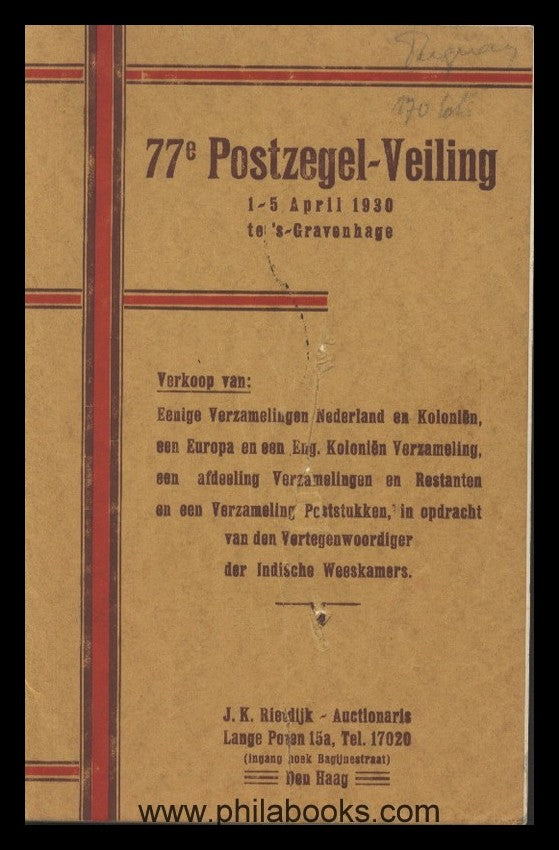 170
77e Postzegel-Veiling
1-5 April 1930
te 's-Gravenhage
Verkoop van:
Eenige Verzamelingen Nederland en Koloniën,
een Europa en een Eng. Koloniën Verzameling,
een afdeeling Verzamelingen en Restanten
en een Verzameling Poststukken, in opdracht
van den Vertegenwoordiger
der Indische Weeskamers.
J. K. Rietdijk - Auctionaris
Lange Poten 15a, Tel. 17020
(Ingang hoek Bagijnestraat)
Den Haag
www.philabooks.com